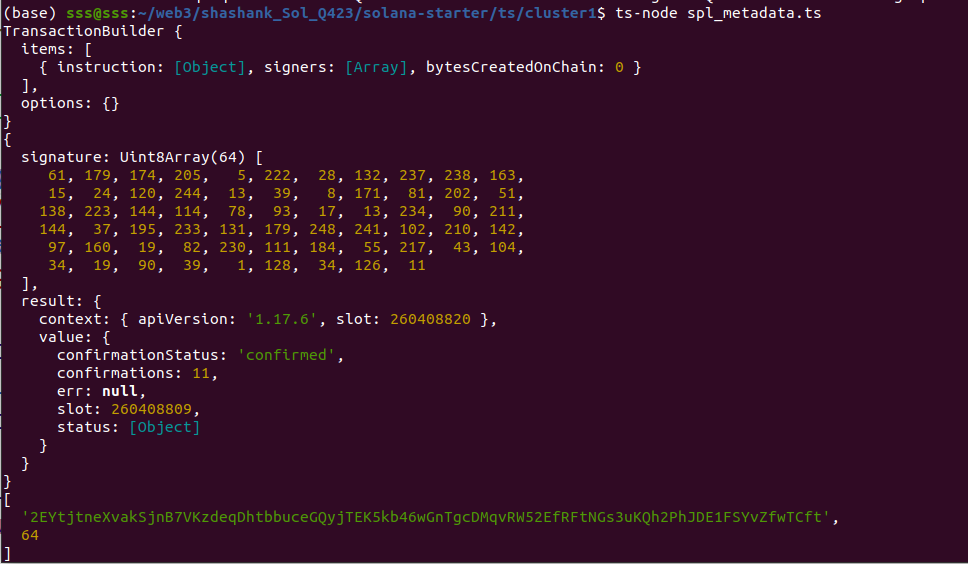 (base) sss@sss:~/web3/shashank_Sol_Q423/solana-starter/ts/cluster1$ ts-node spl_metadata.ts
TransactionBuilder {
  items: [
    { instruction: [Object], signers: [Array], bytesCreatedOnChain: 0 }
  ],
  options: {}
}
{
  signature: Uint8Array(64) [
     61, 179, 174, 205,   5, 222,  28, 132, 237, 238, 163,
     15,  24, 120, 244,  13,  39,   8, 171,  81, 202,  51,
    138, 223, 144, 114,  78,  93,  17,  13, 234,  90, 211,
    144,  37, 195, 233, 131, 179, 248, 241, 102, 210, 142,
     97, 160,  19,  82, 230, 111, 184,  55, 217,  43, 104,
     34,  19,  90,  39,   1, 128,  34, 126,  11
  ],
  result: {
    context: { apiVersion: '1.17.6', slot: 260408820 },
    value: {
      confirmationStatus: 'confirmed',
      confirmations: 11,
      err: null,
      slot: 260408809,
      status: [Object]
    }
  }
}
[
  '2EYtjtneXvakSjnB7VKzdeqDhtbbuceGQyjTEK5kb46wGnTgcDMqvRW52EfRFtNGs3uKQh2PhJDE1FSYvZfwTCft',
  64
]